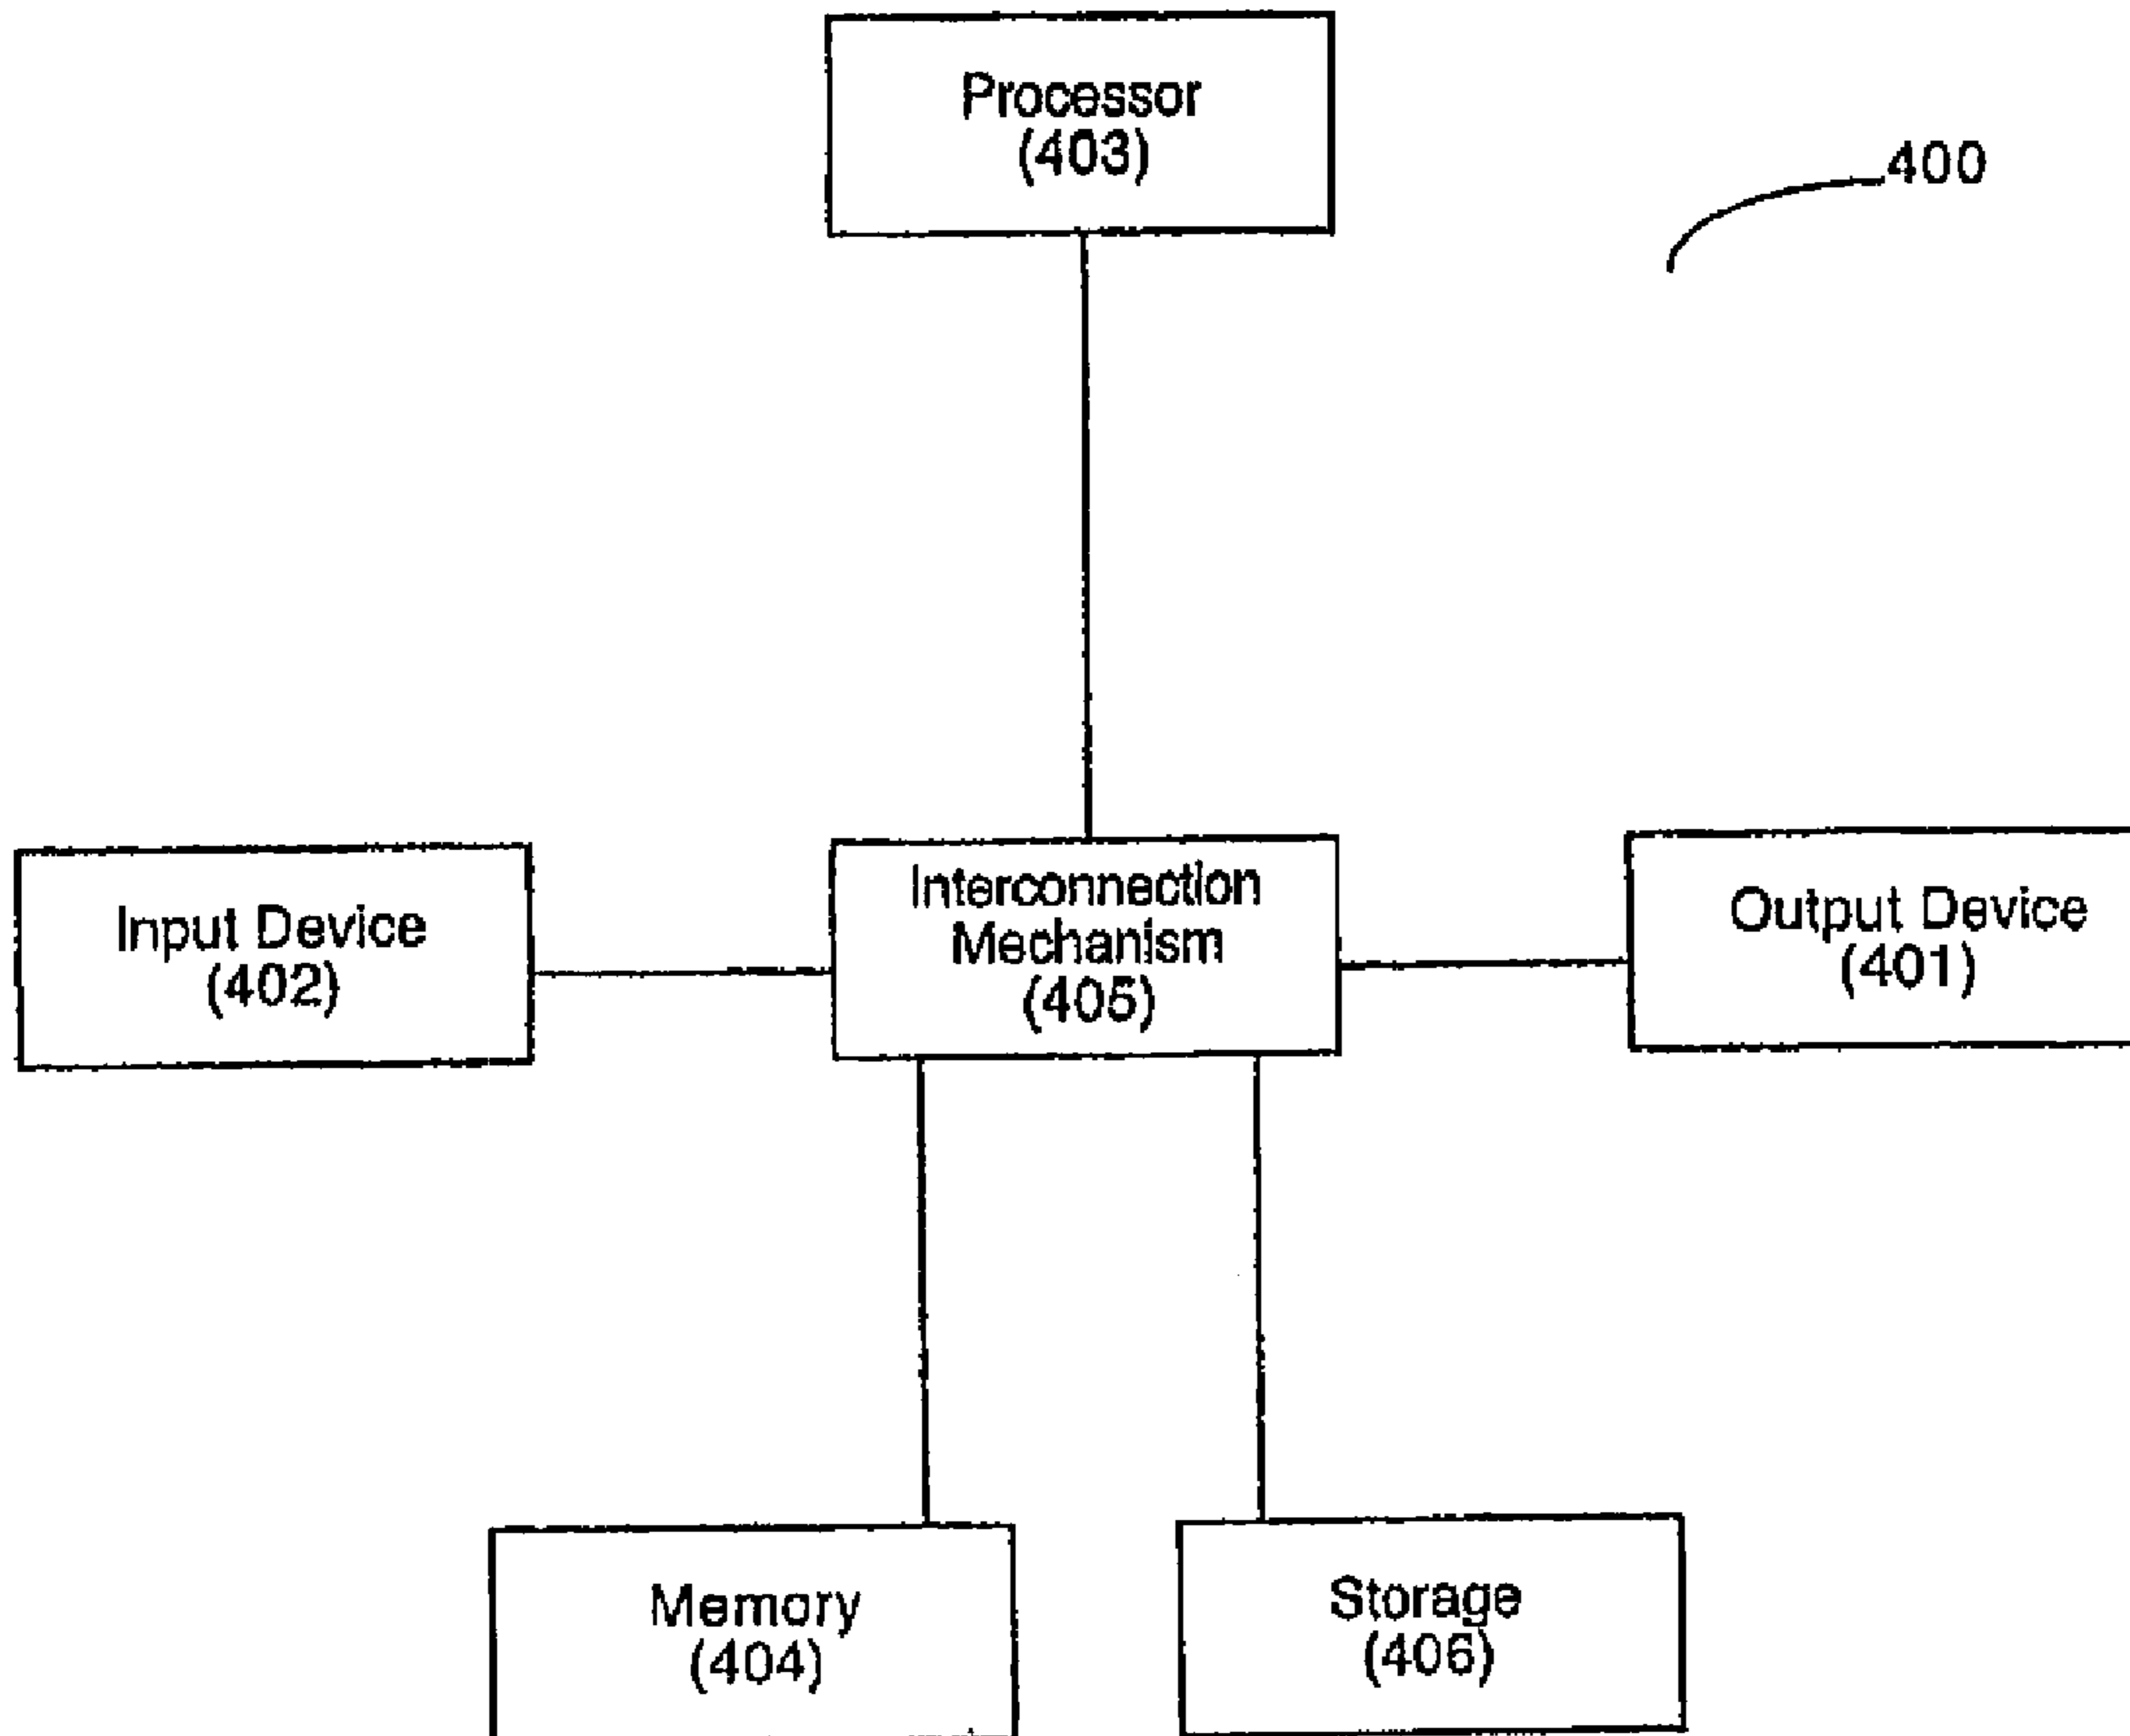 Processor
(403)
400
Input Device
(402)
Interconnection
Mechanism
(405)
Output Device
(401)
Memory
(404)
Storage
(406)